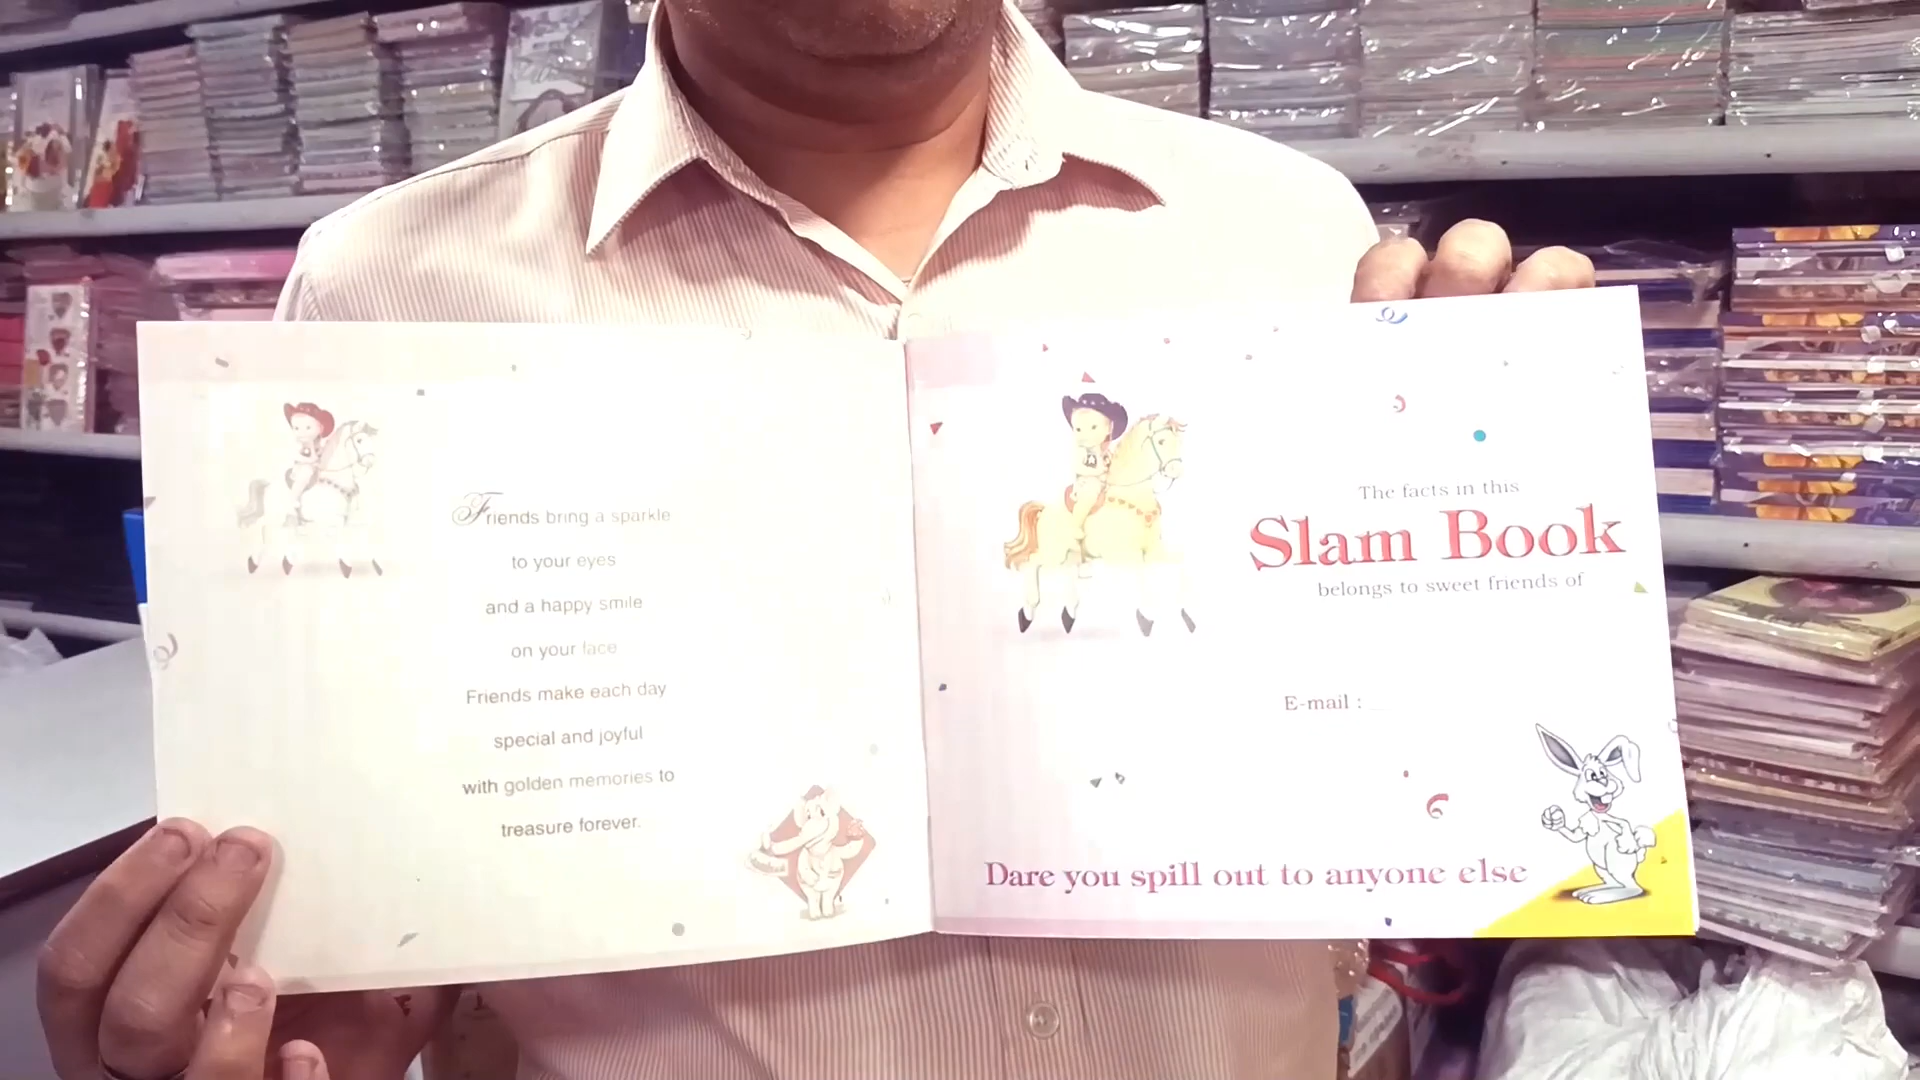 Friends bring a sparkle
to your eyes
and a happy smile
on your face
Friends make each day
special and joyful
with golden memories to
treasure forever.
The facts in this
Slam Book
belongs to sweet friends of
E-mail :
Dare you spill out to anyone else